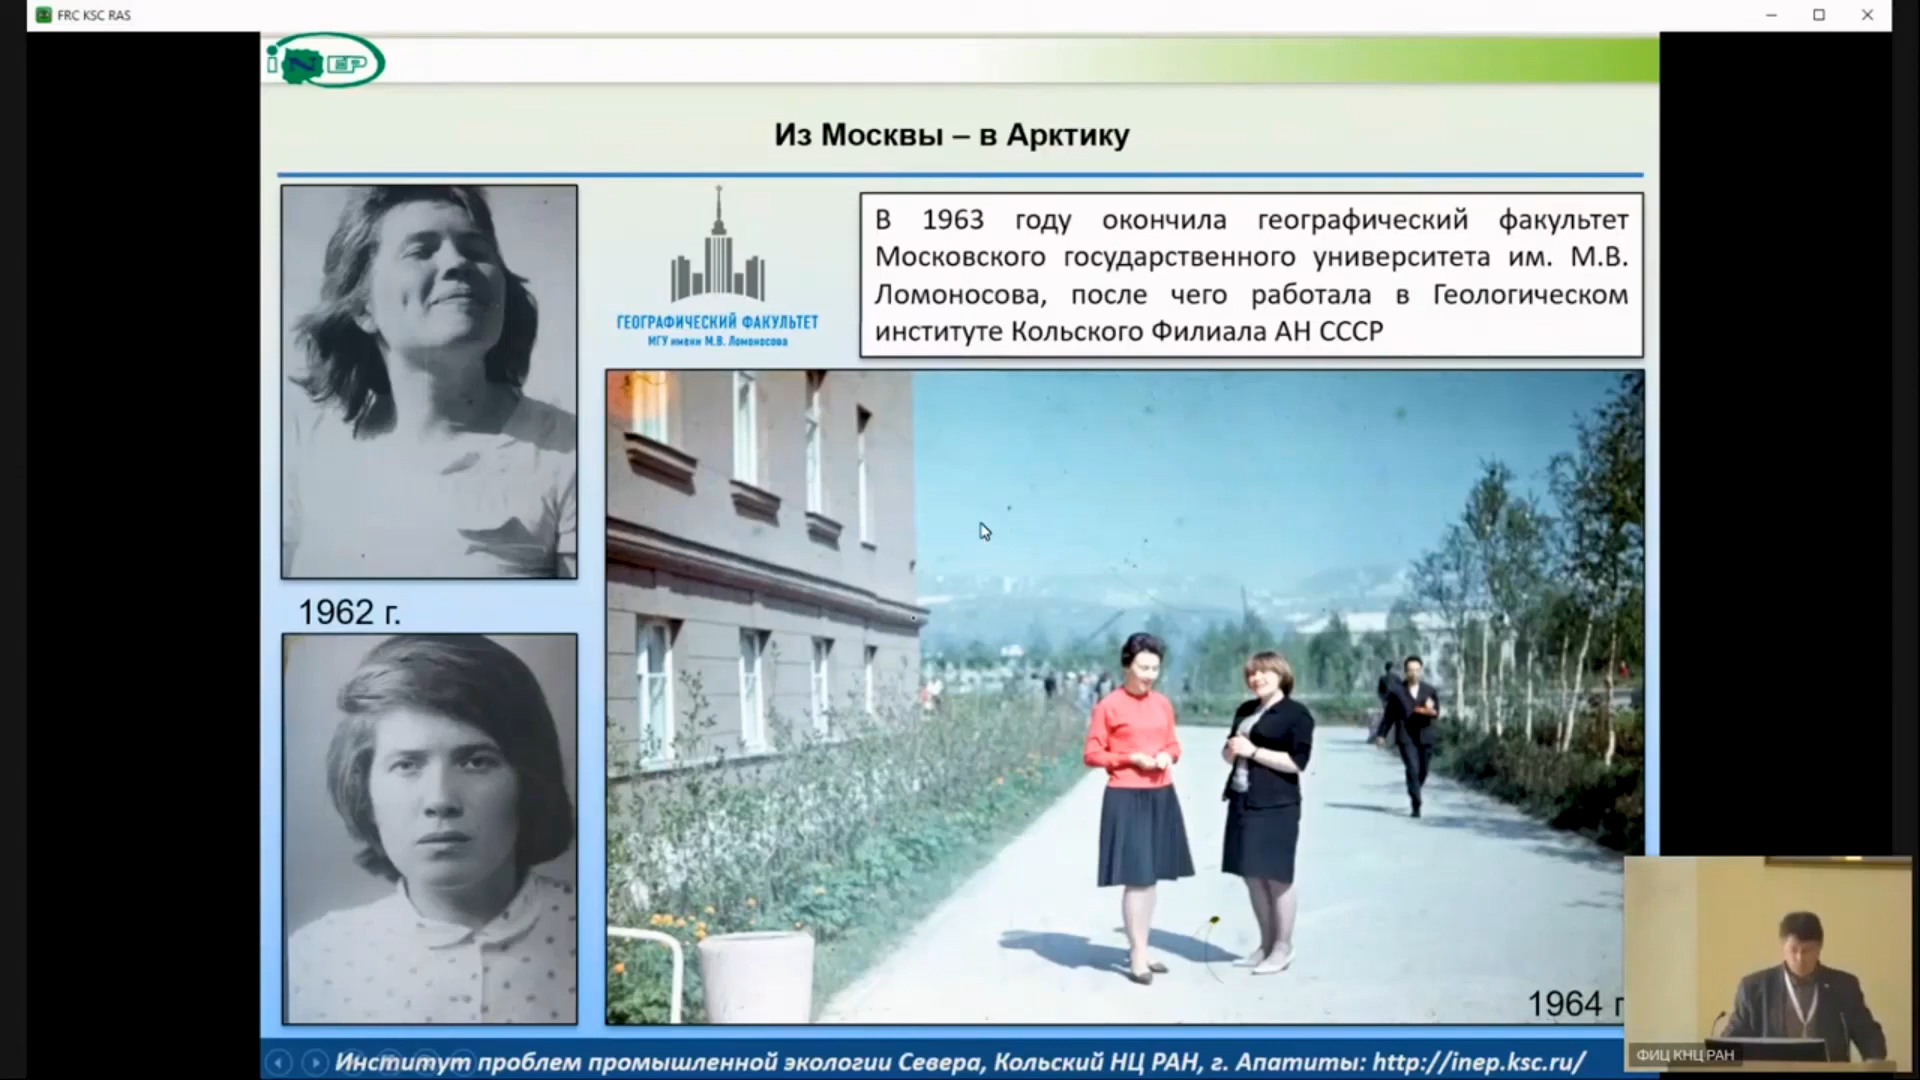 FRC KSC RAS
iNEP
Из Москвы – в Арктику
ГЕОГРАФИЧЕСКИЙ ФАКУЛЬТЕТ
МГУ имени М.В. Ломоносова
В 1963 году окончила географический факультет
Московского государственного университета им. М.В.
Ломоносова, после чего работала в Геологическом
институте Кольского Филиала АН СССР
1962 г.
1964 г
Институт проблем промышленной экологии Севера, Кольский НЦ РАН, г. Апатиты: http://inep.ksc.ru/
ФИЦ КНЦ РАН